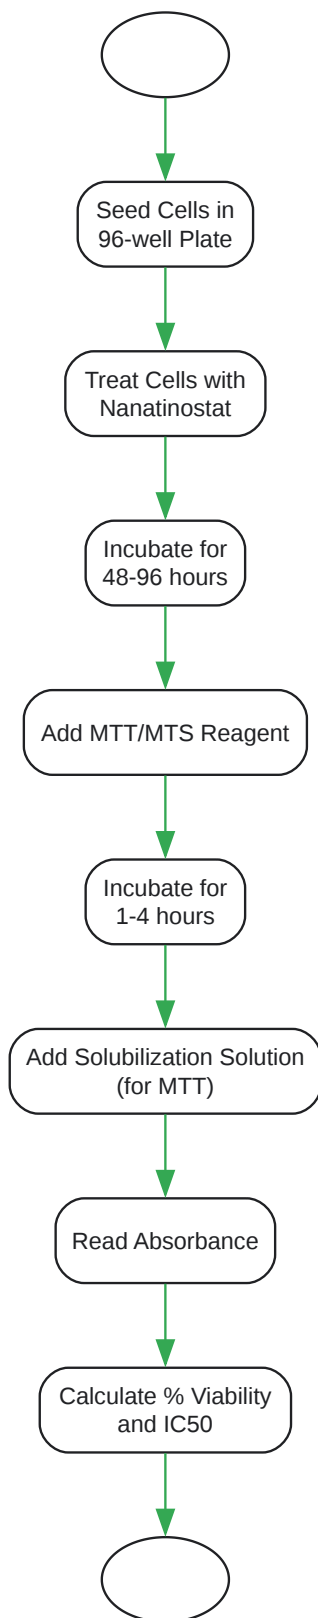 Seed Cells in
96-well Plate
Treat Cells with
Nanatinostat
Incubate for
48-96 hours
Add MTT/MTS Reagent
Incubate for
1-4 hours
Add Solubilization Solution
(for MTT)
Read Absorbance
Calculate % Viability
and IC50